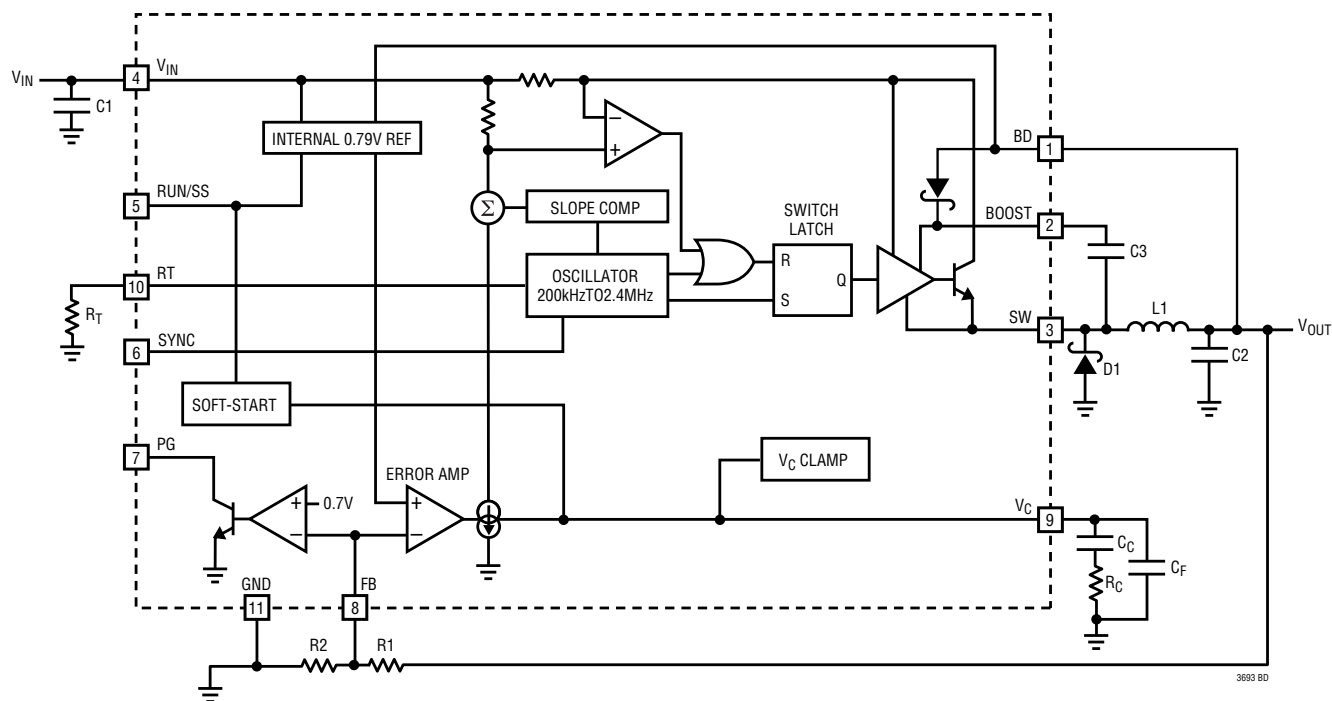 VIN
C1
4
VIN
INTERNAL 0.79V REF
5
RUN/SS
Σ
SLOPE COMP
10
RT
RT
OSCILLATOR
200kHzTO2.4MHz
6
SYNC
SOFT-START
7
PG
ERROR AMP
0.7V
+
–
+
–
–
+
SWITCH
LATCH
R
S
Q
BD
1
BOOST
2
C3
SW
3
L1
VOUT
D1
C2
VC CLAMP
VC
9
CC
RC
CF
GND
11
FB
8
R2
R1
3693 BD